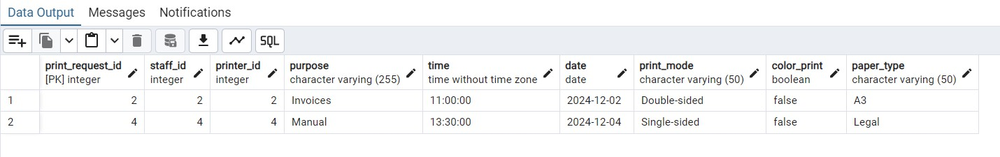 Data Output Messages Notifications
SQL
print_request_id staff_id printer_id purpose time date print_mode color_print paper_type
[PK] integer integer integer character varying (255) time without time zone date character varying (50) boolean character varying (50)
1 2 2 2 Invoices 11:00:00 2024-12-02 Double-sided false A3
2 4 4 4 Manual 13:30:00 2024-12-04 Single-sided false Legal